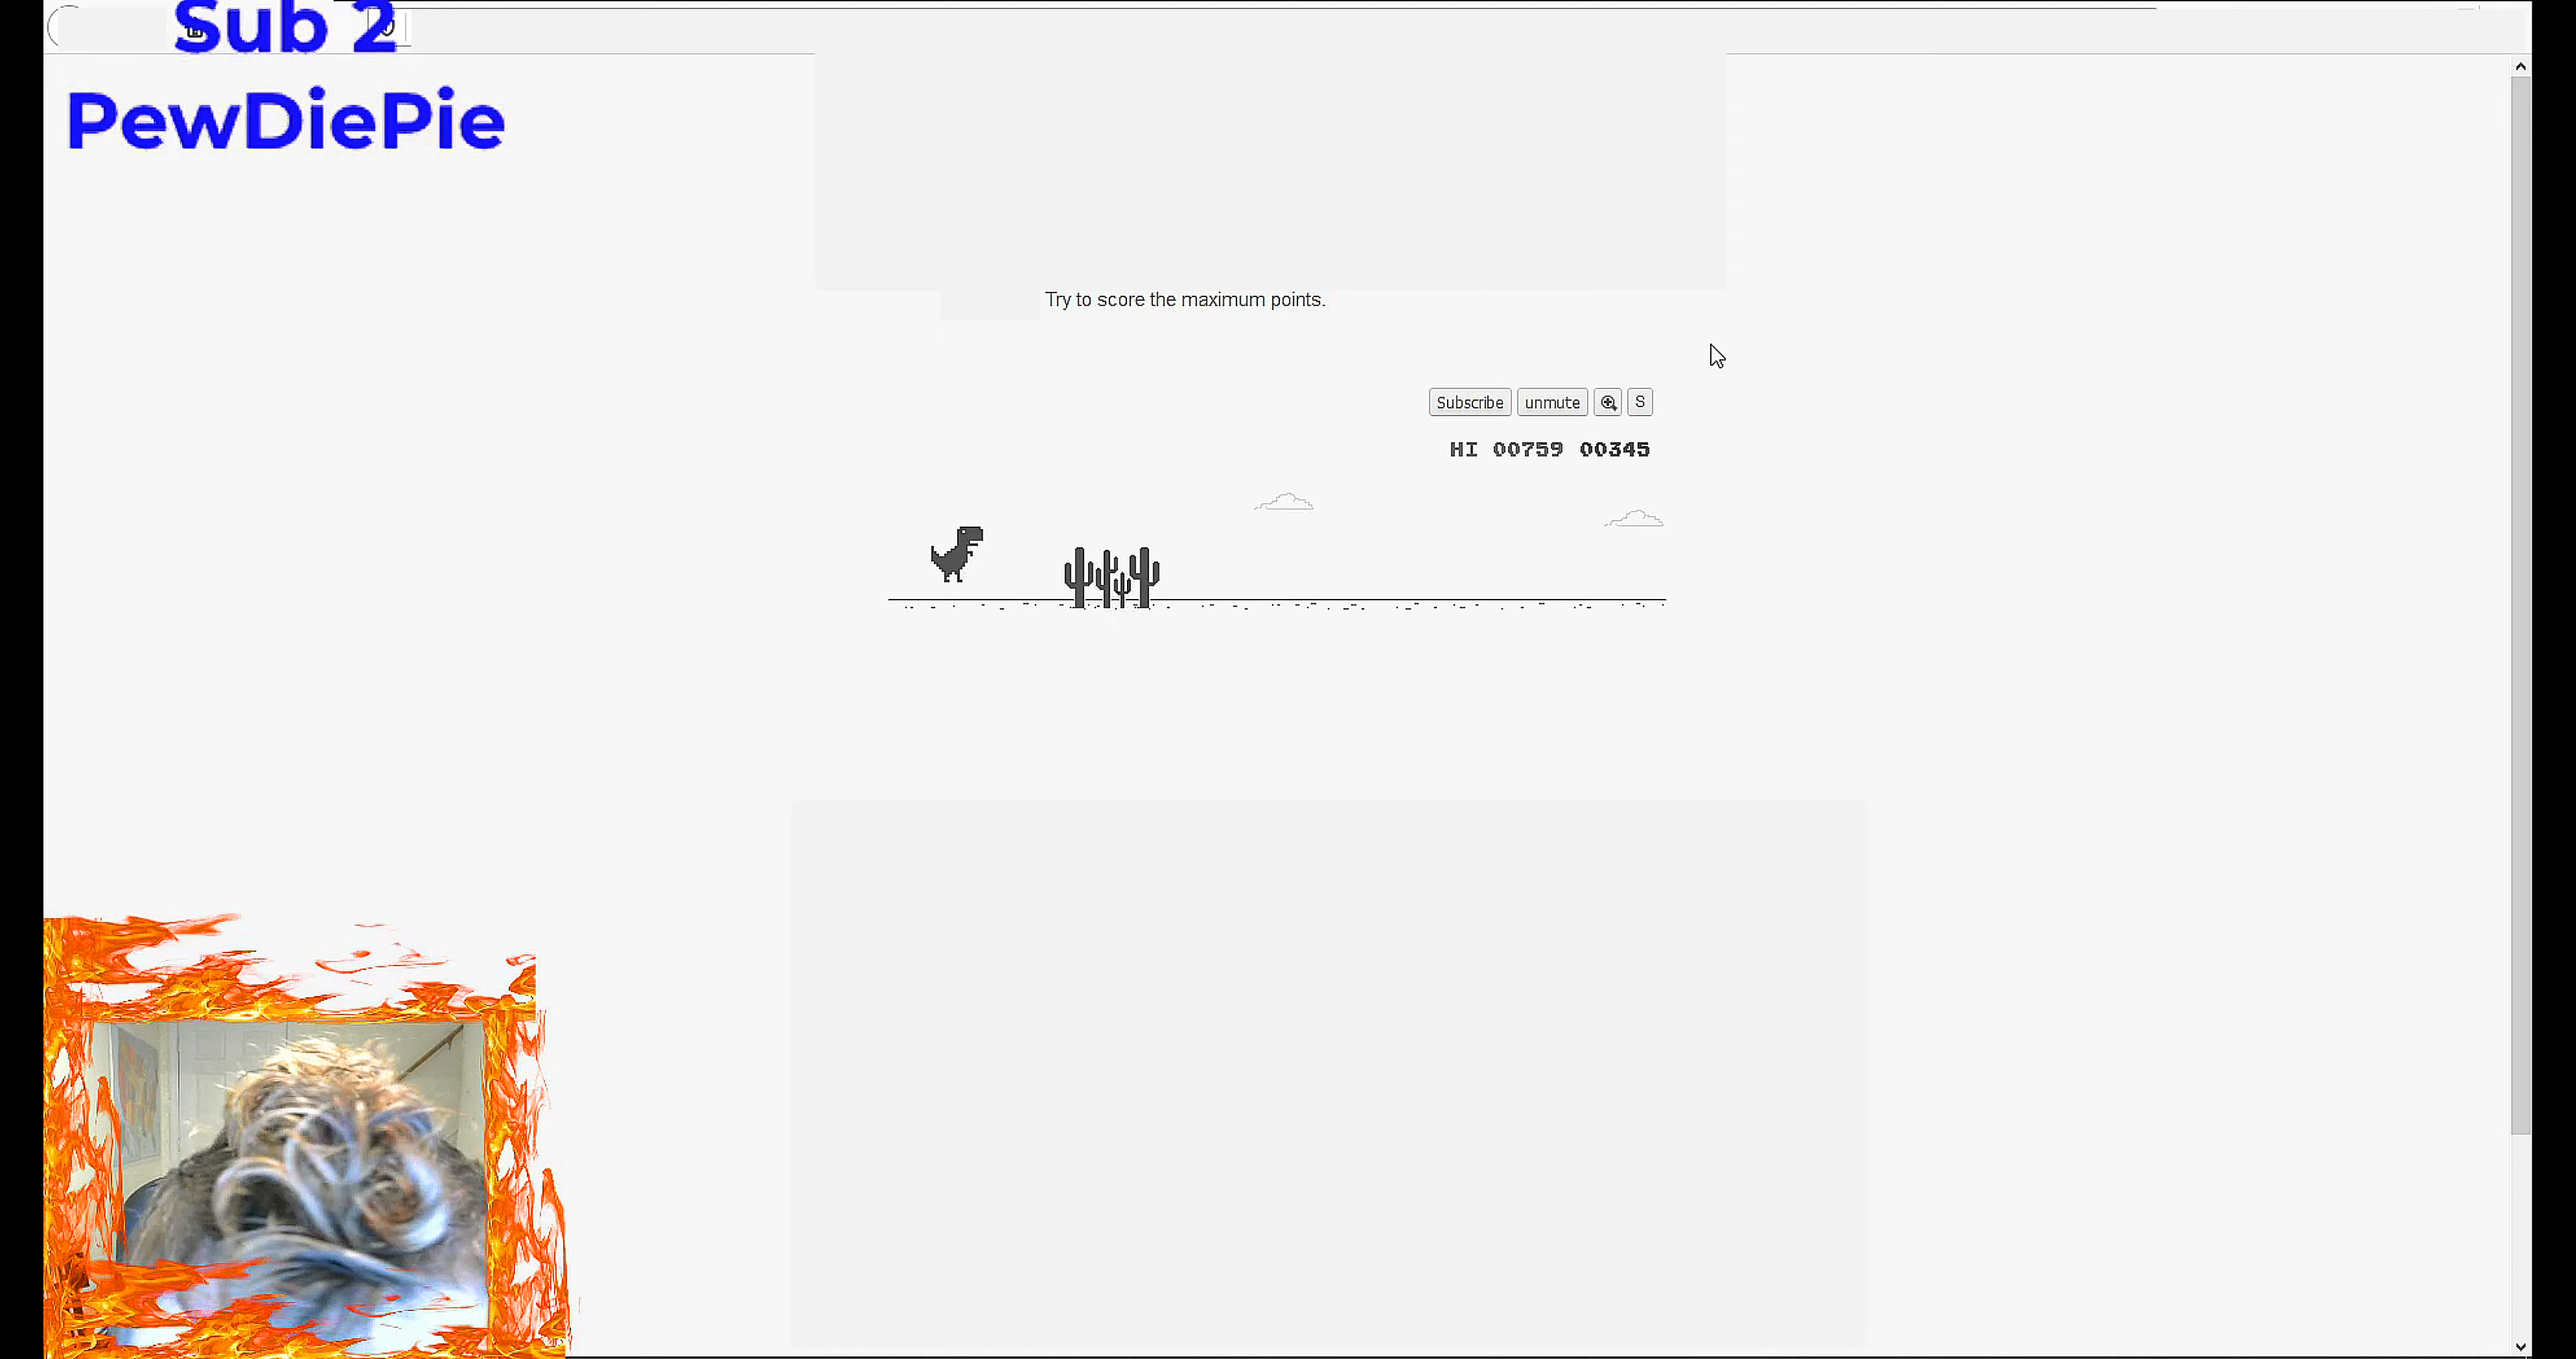 Sub 2
PewDiePie
Try to score the maximum points.
Subscribe unmute S
HI 00759 00345